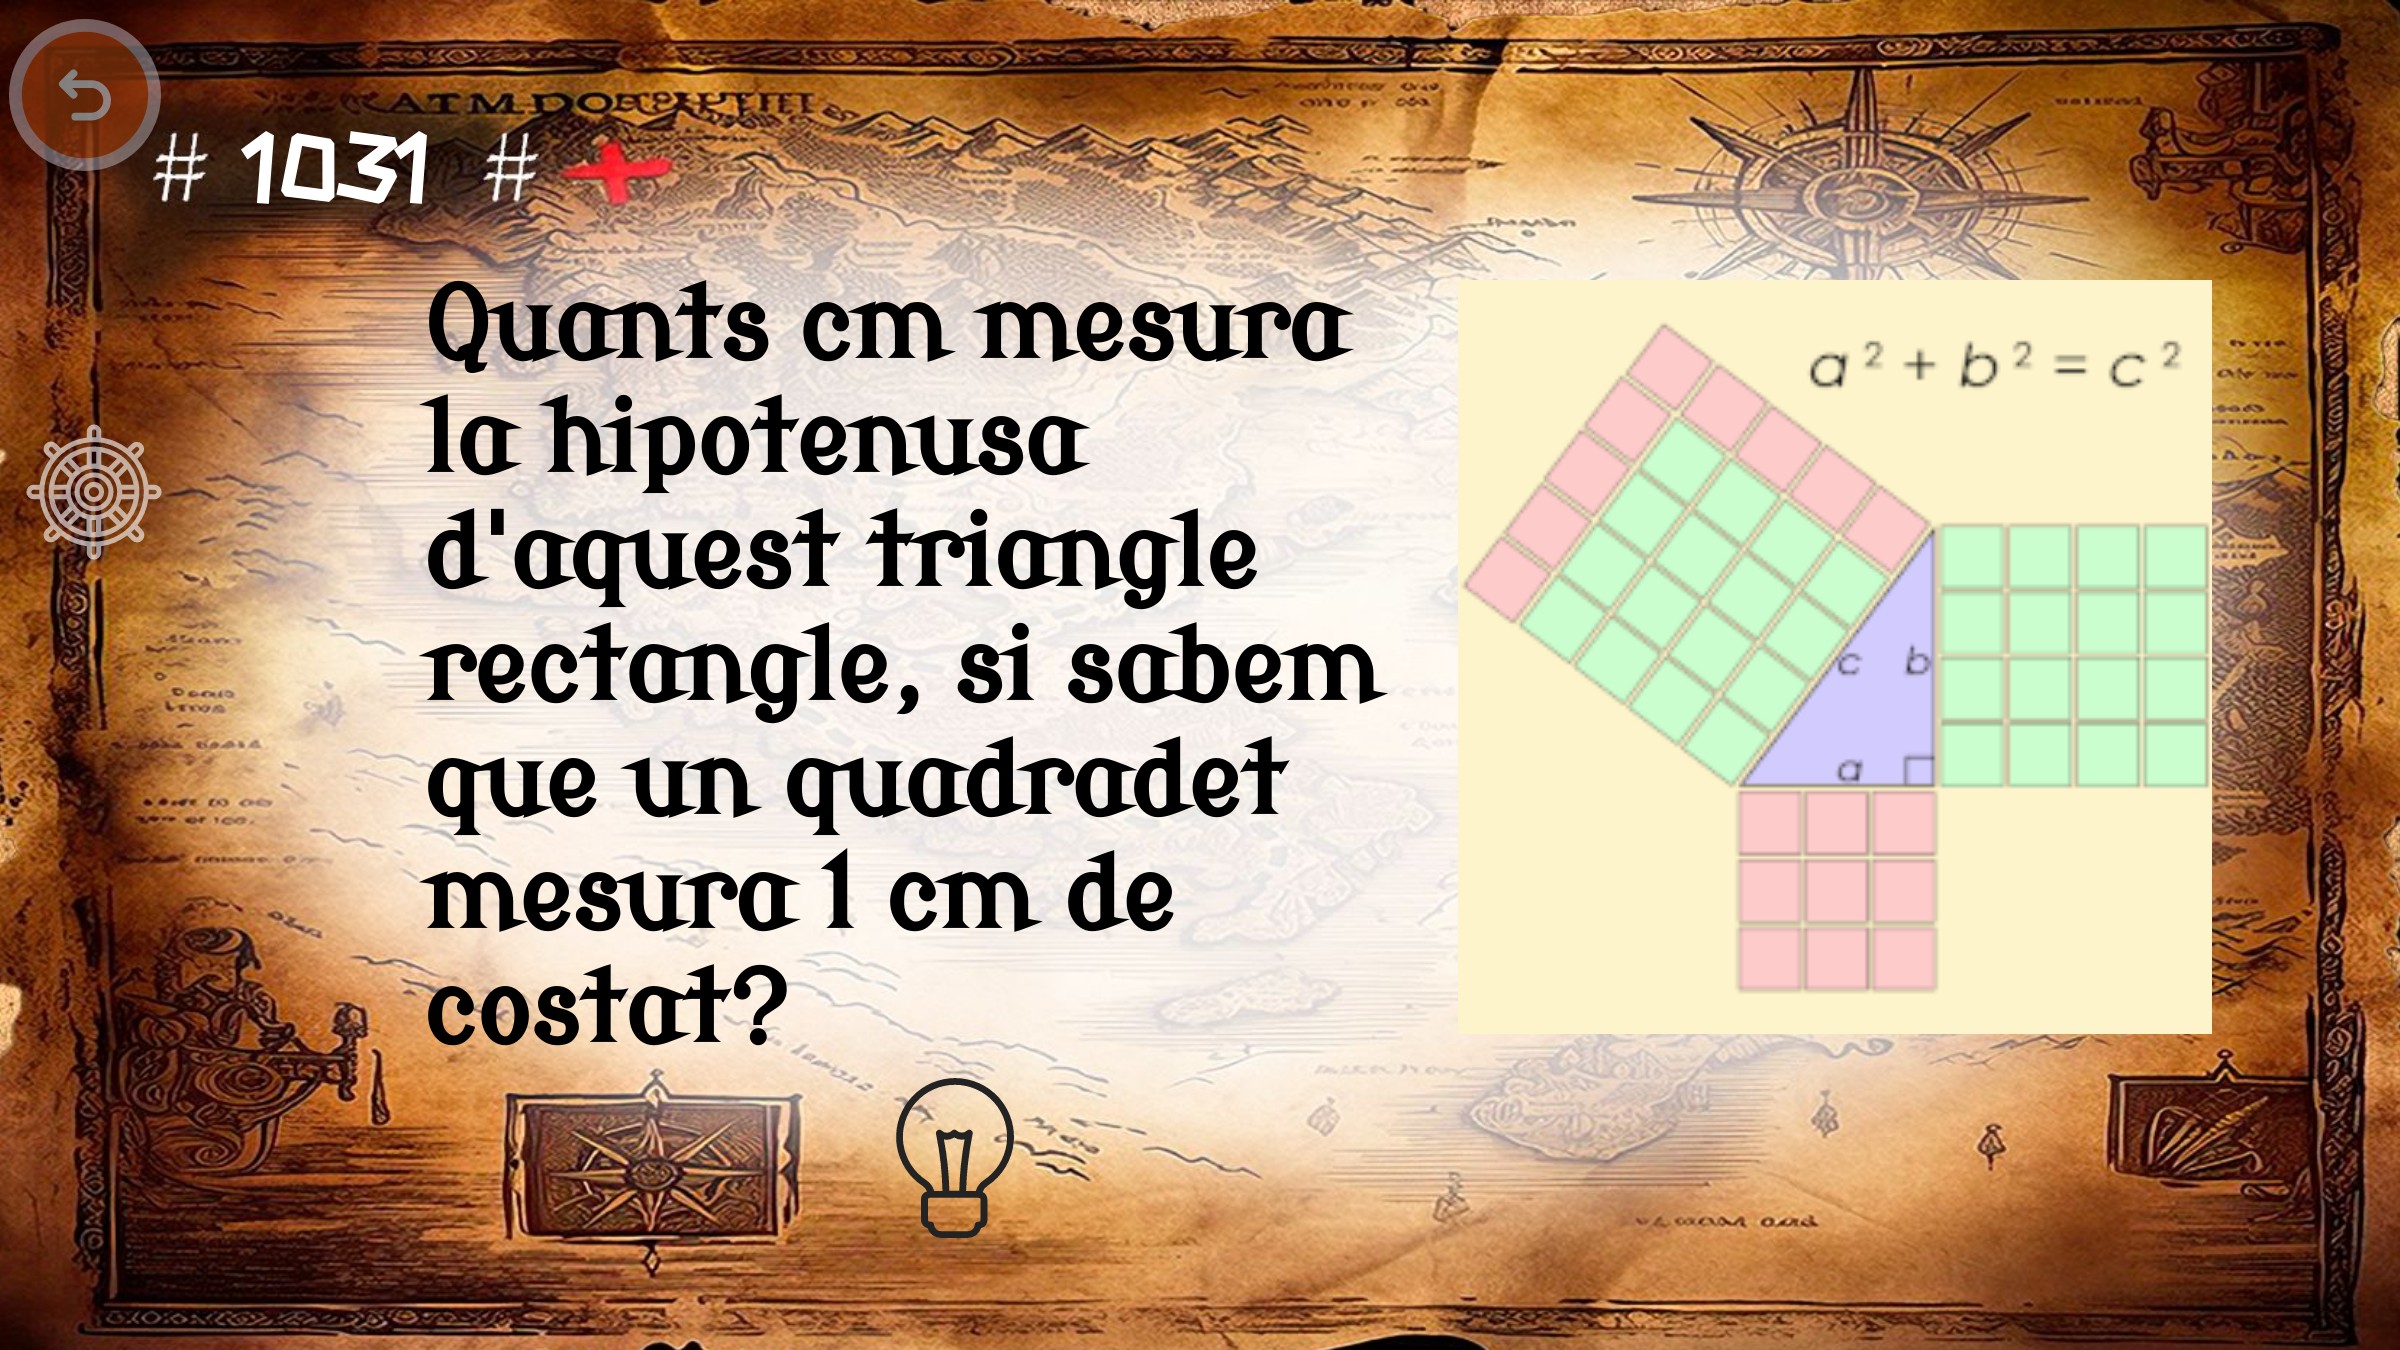 # 1031 #
Quants cm mesura
la hipotenusa
d'aquest triangle
rectangle, si sabem
que un quadradet
mesura 1 cm de
costat?
a² + b² = c²
c b
a